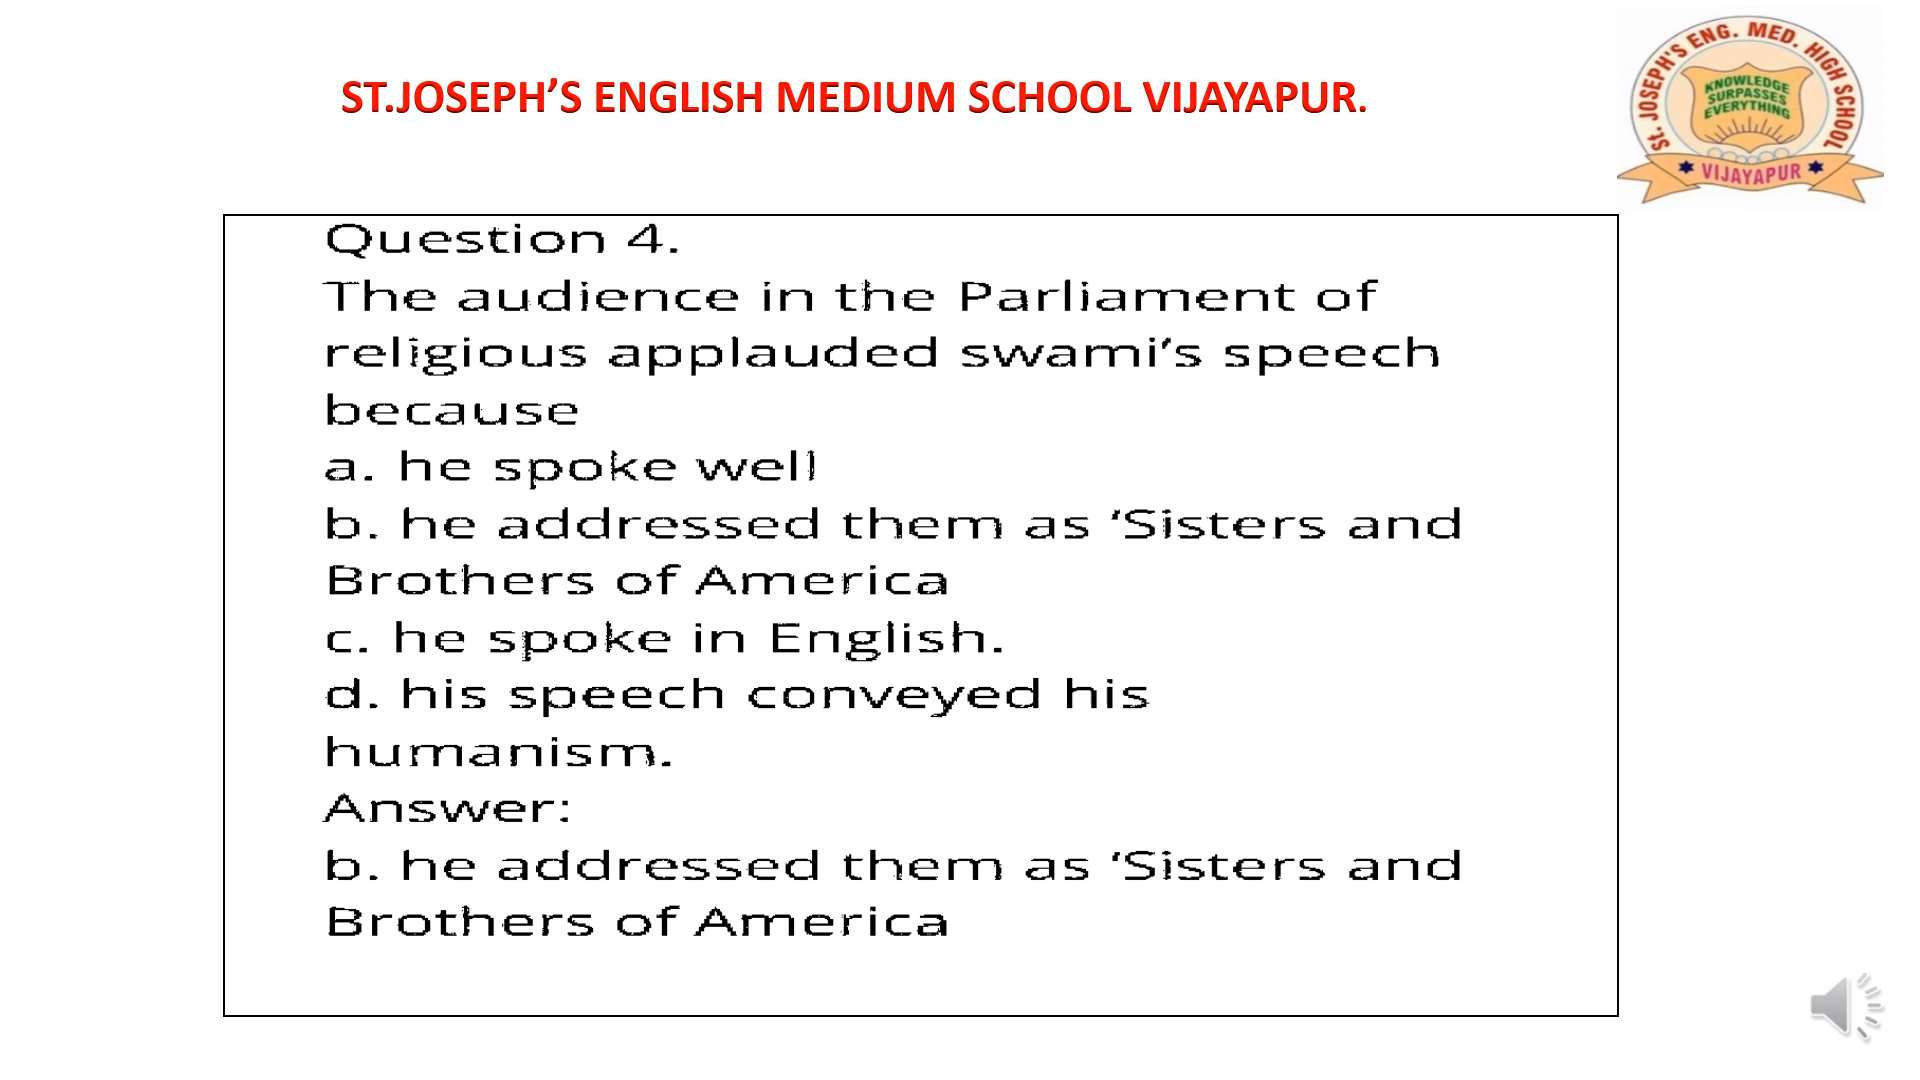 ST.JOSEPH’S ENGLISH MEDIUM SCHOOL VIJAYAPUR.
St. JOSEPH'S ENG. MED. HIGH SCHOOL
KNOWLEDGE
SURPASSES
EVERYTHING
VIJAYAPUR
Question 4.
The audience in the Parliament of
religious applauded swami’s speech
because
a. he spoke well
b. he addressed them as ‘Sisters and
Brothers of America
c. he spoke in English.
d. his speech conveyed his
humanism.
Answer:
b. he addressed them as ‘Sisters and
Brothers of America